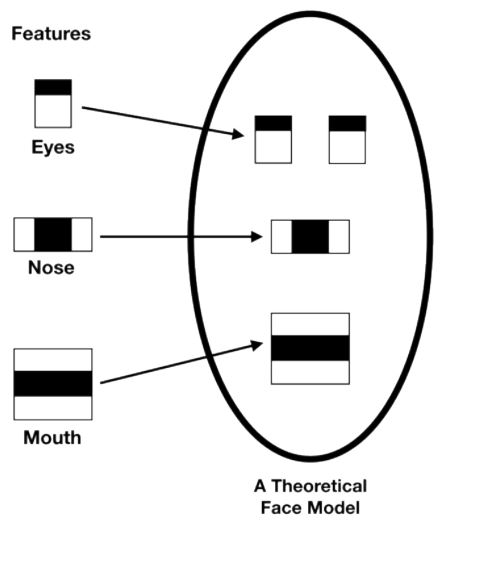 Features
Eyes
Nose
Mouth
A Theoretical
Face Model